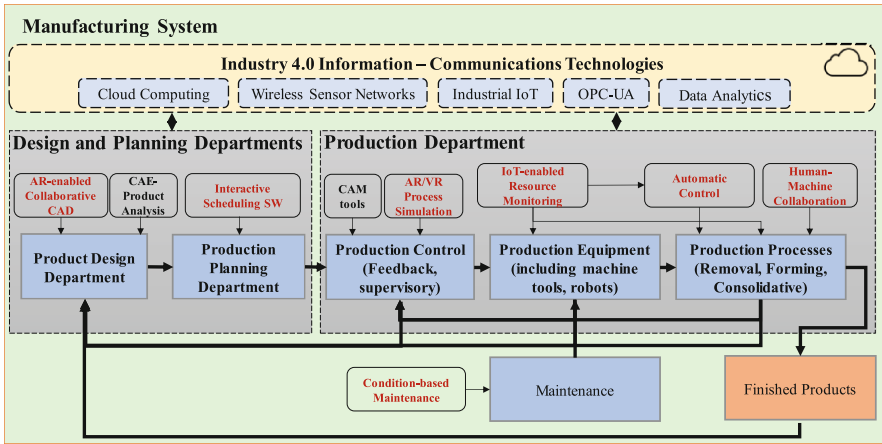 Manufacturing System
Industry 4.0 Information – Communications Technologies
Cloud Computing
Wireless Sensor Networks
Industrial IoT
OPC-UA
Data Analytics
Design and Planning Departments
Production Department
AR-enabled
Collaborative
CAD
CAE-
Product
Analysis
Interactive
Scheduling SW
CAM
tools
AR/VR
Process
Simulation
IoT-enabled
Resource
Monitoring
Automatic
Control
Human-
Machine
Collaboration
Product Design
Department
Production
Planning
Department
Production Control
(Feedback,
supervisory)
Production Equipment
(including machine
tools, robots)
Production Processes
(Removal, Forming,
Consolidative)
Condition-based
Maintenance
Maintenance
Finished Products